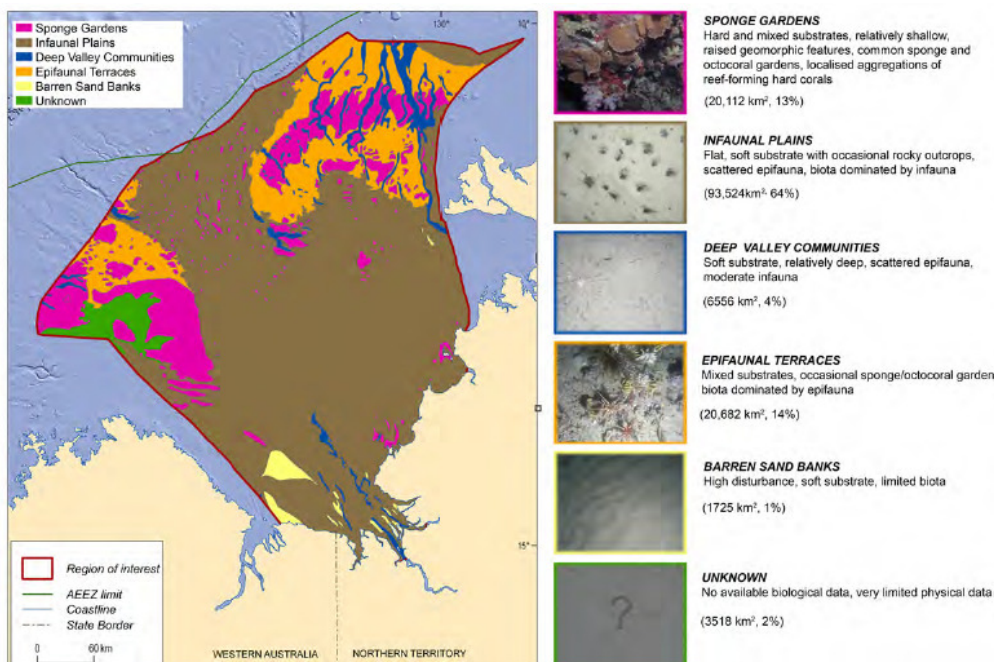 Sponge Gardens
Infaunal Plains
Deep Valley Communities
Epifaunal Terraces
Barren Sand Banks
Unknown
130°
10°
15°
Region of interest
AEEZ limit
Coastline
State Border
0 60 km
WESTERN AUSTRALIA NORTHERN TERRITORY
SPONGE GARDENS
Hard and mixed substrates, relatively shallow,
raised geomorphic features, common sponge and
octocoral gardens, localised aggregations of
reef-forming hard corals
(20,112 km², 13%)
INFAUNAL PLAINS
Flat, soft substrate with occasional rocky outcrops,
scattered epifauna, biota dominated by infauna
(93,524km², 64%)
DEEP VALLEY COMMUNITIES
Soft substrate, relatively deep, scattered epifauna,
moderate infauna
(6556 km², 4%)
EPIFAUNAL TERRACES
Mixed substrates, occasional sponge/octocoral garden
biota dominated by epifauna
(20,682 km², 14%)
BARREN SAND BANKS
High disturbance, soft substrate, limited biota
(1725 km², 1%)
UNKNOWN
No available biological data, very limited physical data
?
(3518 km², 2%)